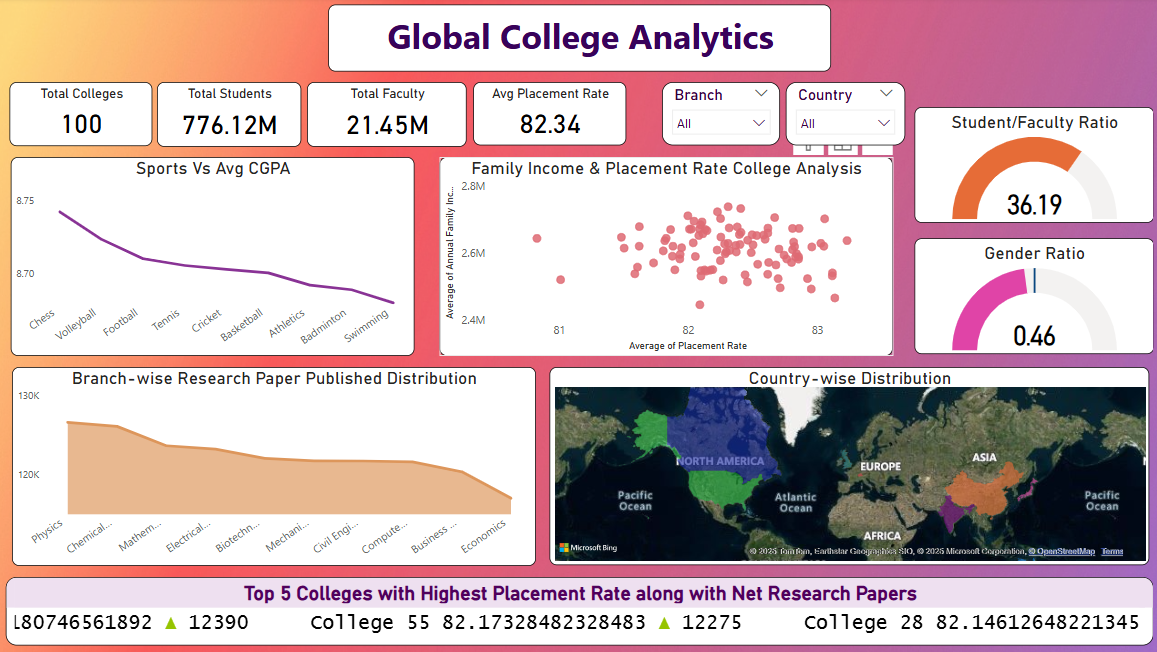 Global College Analytics
Total Colleges
100
Total Students
776.12M
Total Faculty
21.45M
Avg Placement Rate
82.34
Branch
All
Country
All
Student/Faculty Ratio
36.19
Gender Ratio
0.46
Sports Vs Avg CGPA
8.75
8.70
Chess
Volleyball
Football
Tennis
Cricket
Basketball
Athletics
Badminton
Swimming
Family Income & Placement Rate College Analysis
Average of Annual Family Inc...
2.8M
2.6M
2.4M
81
82
83
Average of Placement Rate
Branch-wise Research Paper Published Distribution
130K
120K
Physics
Chemical...
Mathem...
Electrical...
Biotechn...
Mechani...
Civil Engi...
Compute...
Business ...
Economics
Country-wise Distribution
NORTH AMERICA
EUROPE
ASIA
Pacific
Ocean
Atlantic
Ocean
Pacific
Ocean
AFRICA
Microsoft Bing
© 2025 TomTom, Earthstar Geographics SIO, © 2025 Microsoft Corporation, © OpenStreetMap Terms
Top 5 Colleges with Highest Placement Rate along with Net Research Papers
180746561892 ▲ 12390 College 55 82.17328482328483 ▲ 12275 College 28 82.14612648221345